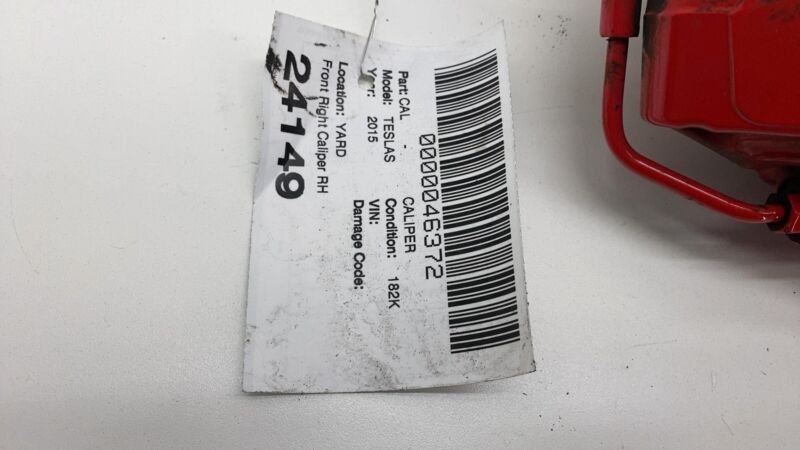 0000046372
Part: CAL - CALIPER
Model: TESLAS Condition: 182K
Year: 2015 VIN:
Damage Code:
Location: YARD
Front Right Caliper RH
24149